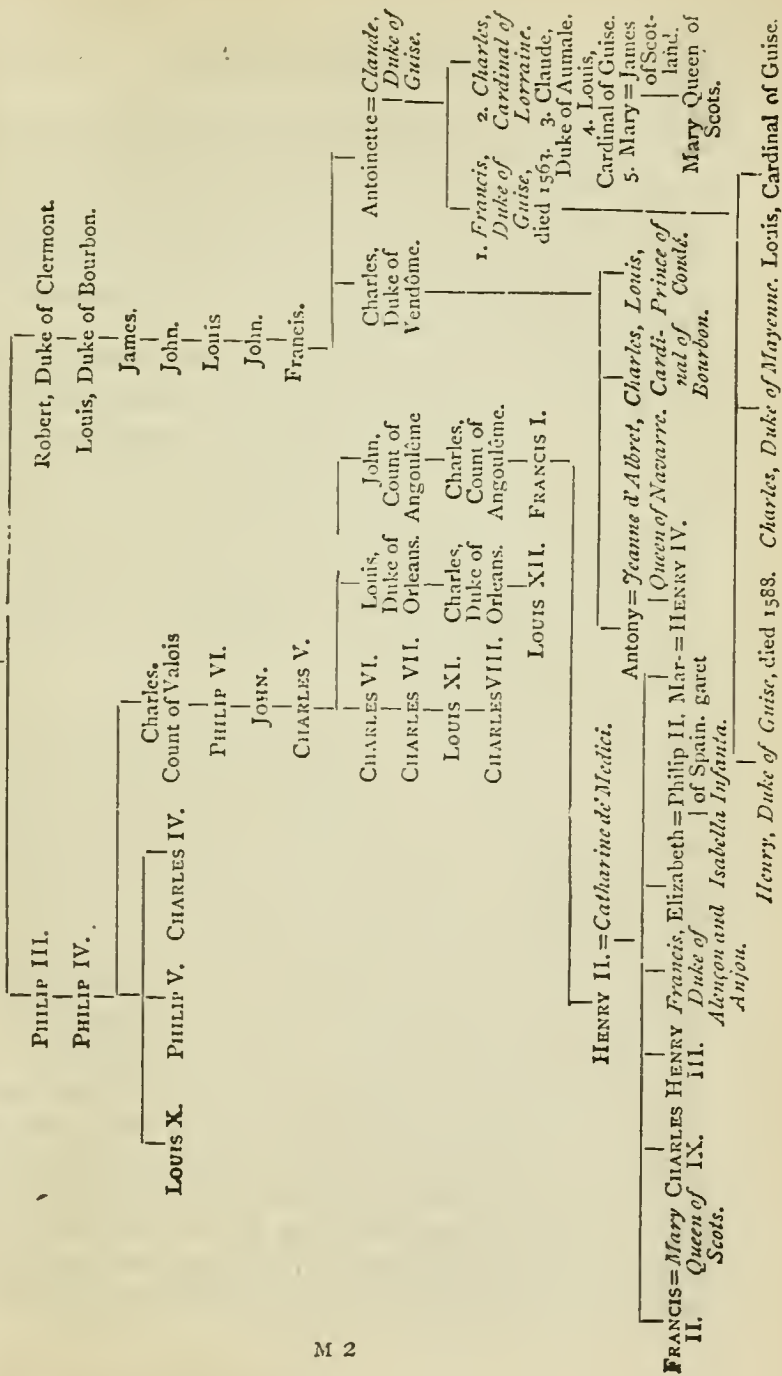 PHILIP III.
PHILIP IV.
LOUIS X. PHILIP V. CHARLES IV.
Charles.
Count of Valois
PHILIP VI.
JOHN.
CHARLES V.
CHARLES VI.
CHARLES VII.
LOUIS XI.
CHARLES VIII.
Louis,
Duke of
Orleans.
Charles,
Duke of
Orleans.
LOUIS XII.
John.
Count of
Angoulême
Charles,
Count of
Angoulême.
FRANCIS I.
Robert, Duke of Clermont.
Louis, Duke of Bourbon.
James.
John.
Louis
John.
Francis.
Charles,
Duke of
Vendôme.
Antoinette=Claude,
Duke of
Guise.
1. Francis,
Duke of
Guise,
died 1563.
2. Charles,
Cardinal of
Lorraine.
3. Claude,
Duke of Aumale.
4. Louis,
Cardinal of Guise.
5. Mary=James
of Scot-
land.
Mary Queen of
Scots.
HENRY II.=Catharine de' Medici.
Antony=Jeanne d'Albret,
Queen of Navarre.
Charles,
Cardi-
nal of
Bourbon.
Louis,
Prince of
Condé.
FRANCIS=Mary
II. Queen of
Scots.
CHARLES
IX.
HENRY
III.
Francis,
Duke of
Alençon and
Anjou.
Elizabeth=Philip II.
of Spain.
Isabella Infanta.
Mar-=HENRY IV.
garet
Henry, Duke of Guise, died 1588. Charles, Duke of Mayenne. Louis, Cardinal of Guise.
M 2